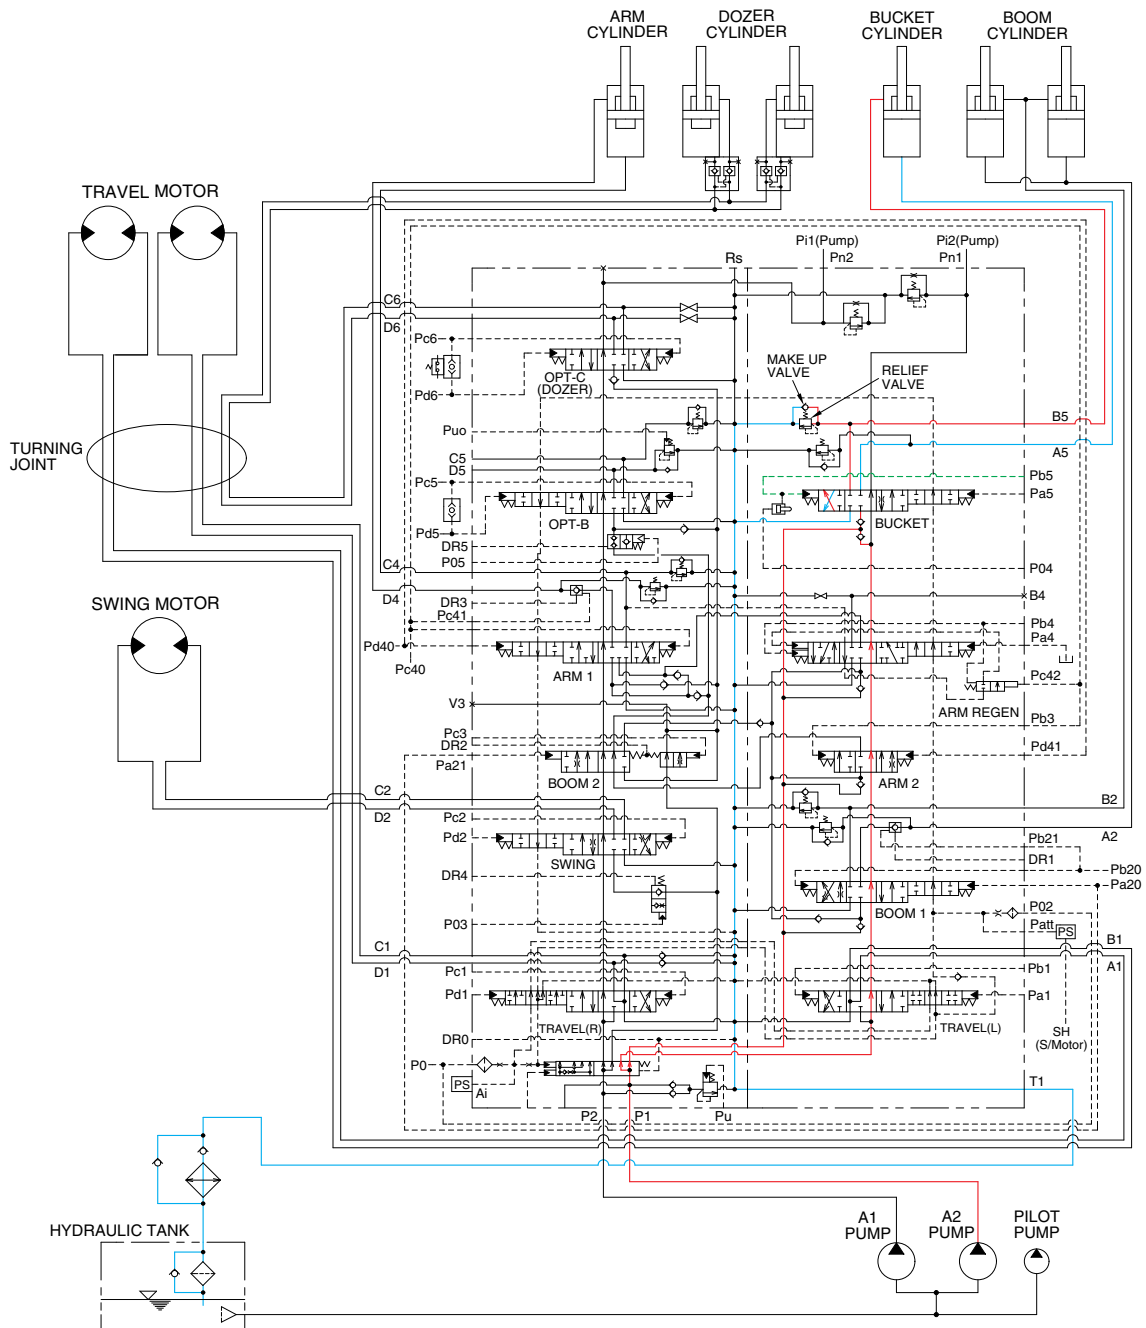 ARM
CYLINDER
DOZER
CYLINDER
BUCKET
CYLINDER
BOOM
CYLINDER
TRAVEL MOTOR
Pi1(Pump)
Pn2
Pi2(Pump)
Pn1
Rs
C6
D6
Pc6
Pd6
OPT-C
(DOZER)
MAKE UP
VALVE
RELIEF
VALVE
B5
A5
TURNING
JOINT
Puo
C5
D5
Pc5
Pd5
OPT-B
Pb5
Pa5
BUCKET
DR5
P05
P04
C4
D4
B4
SWING MOTOR
DR3
Pc41
Pb4
Pa4
Pd40
Pc40
ARM 1
Pc42
ARM REGEN
V3
Pb3
Pc3
DR2
Pa21
BOOM 2
Pd41
ARM 2
C2
D2
B2
A2
Pc2
Pd2
SWING
Pb21
DR1
Pb20
Pa20
DR4
BOOM 1
P03
P02
Patt
PS
C1
D1
B1
A1
Pc1
Pd1
TRAVEL(R)
Pb1
Pa1
TRAVEL(L)
SH
(S/Motor)
DR0
P0
PS
Ai
T1
P2
P1
Pu
HYDRAULIC TANK
A1
PUMP
A2
PUMP
PILOT
PUMP